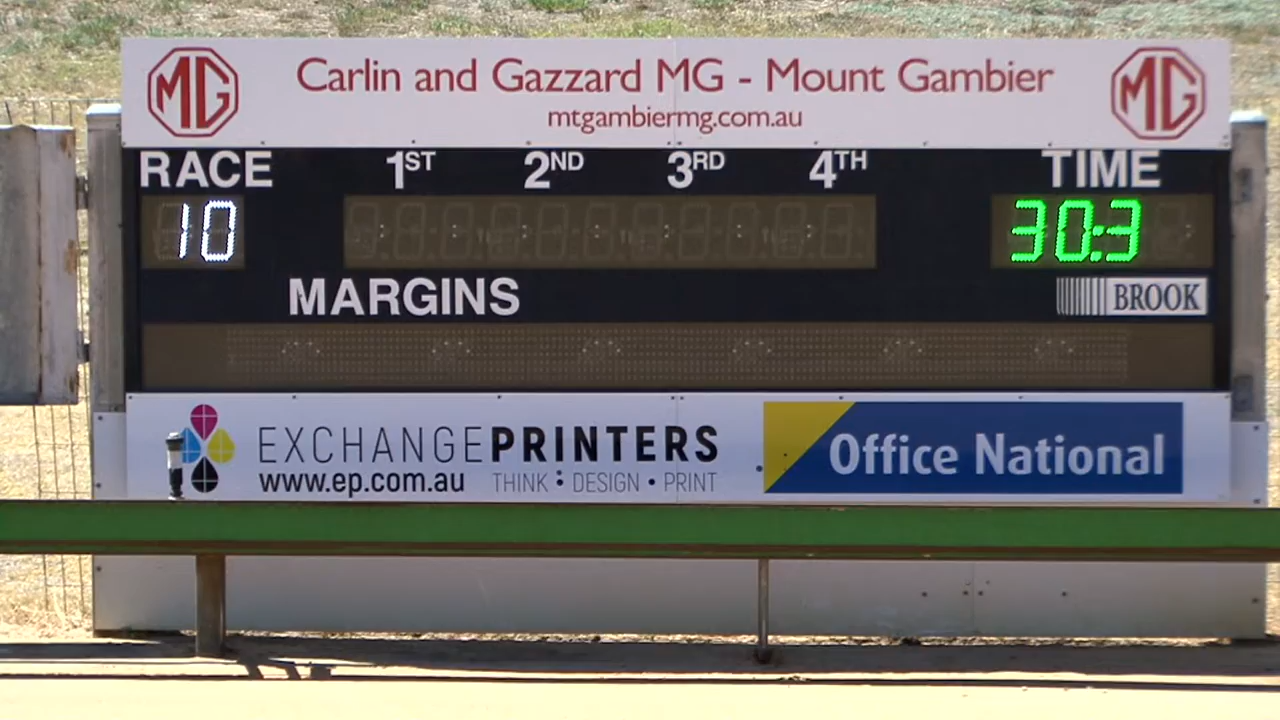 MG Carlin and Gazzard MG - Mount Gambier MG
mtgambiermg.com.au
RACE 1ST 2ND 3RD 4TH TIME
10 30:3
MARGINS BROOK
EXCHANGEPRINTERS
www.ep.com.au THINK : DESIGN • PRINT
Office National